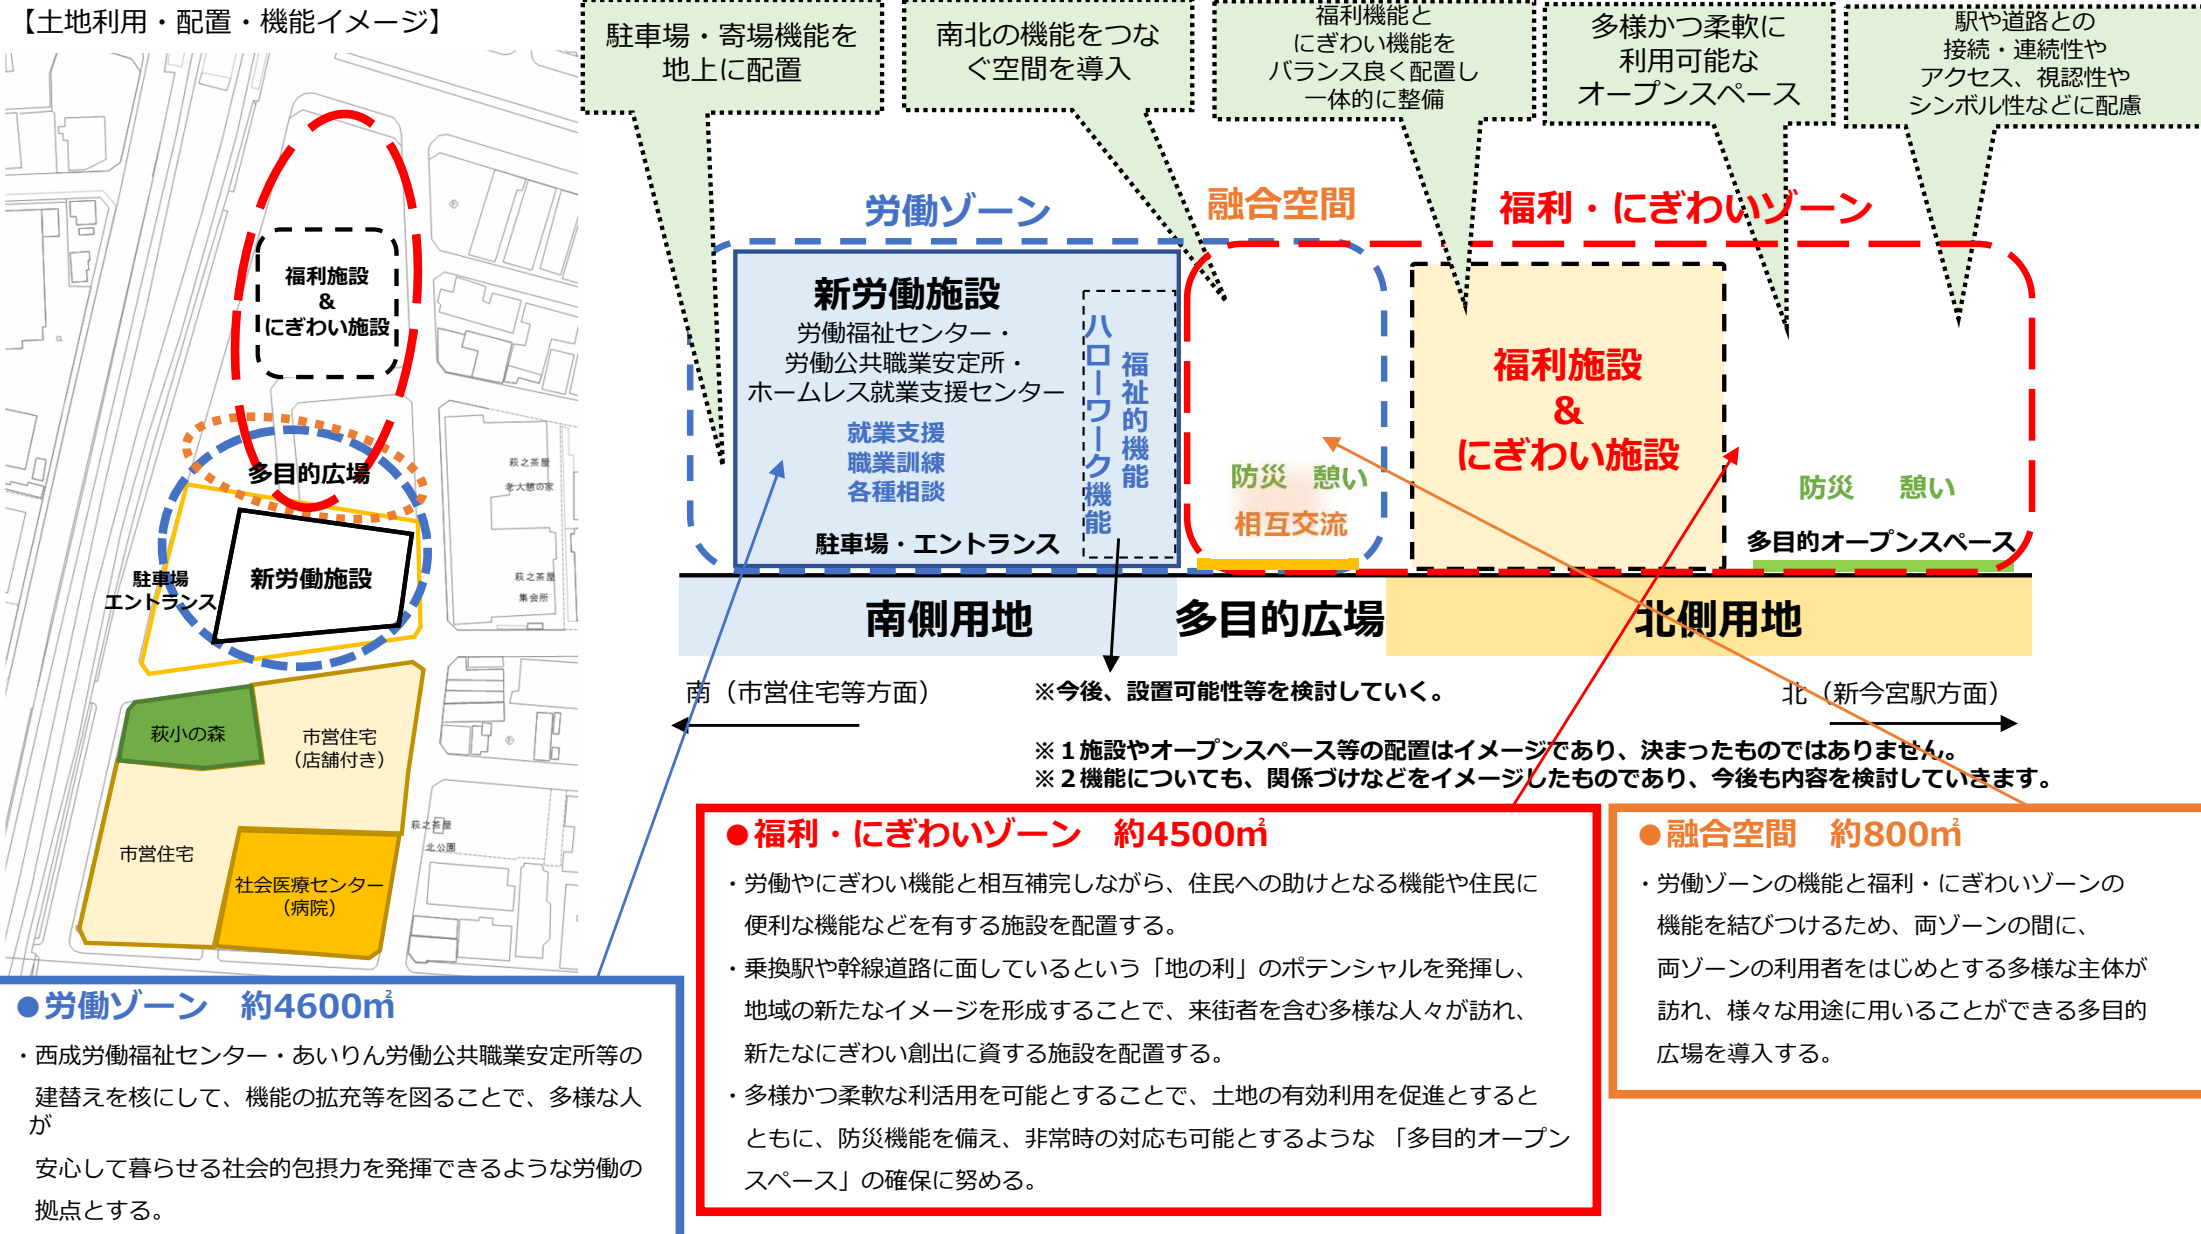 【土地利用・配置・機能イメージ】
駐車場・寄場機能を
地上に配置
南北の機能をつな
ぐ空間を導入
福利機能と
にぎわい機能を
バランス良く配置し
一体的に整備
多様かつ柔軟に
利用可能な
オープンスペース
駅や道路との
接続・連続性や
アクセス、視認性や
シンボル性などに配慮
福利施設
&
にぎわい施設
多目的広場
新労働施設
駐車場
エントランス
萩之茶屋
老人憩の家
萩之茶屋
集会所
萩小の森
市営住宅
（店舗付き）
市営住宅
社会医療センター
（病院）
萩之茶屋
北公園
労働ゾーン
融合空間
福利・にぎわいゾーン
新労働施設
労働福祉センター・
労働公共職業安定所・
ホームレス就業支援センター
就業支援
職業訓練
各種相談
駐車場・エントランス
ハローワーク機能
福祉的機能
防災　憩い
相互交流
福利施設
&
にぎわい施設
防災　憩い
多目的オープンスペース
南側用地
多目的広場
北側用地
南（市営住宅等方面）
※今後、設置可能性等を検討していく。
北（新今宮駅方面）
※１施設やオープンスペース等の配置はイメージであり、決まったものではありません。
※２機能についても、関係づけなどをイメージしたものであり、今後も内容を検討していきます。
●労働ゾーン　約4600㎡
・西成労働福祉センター・あいりん労働公共職業安定所等の
建替えを核にして、機能の拡充等を図ることで、多様な人
が
安心して暮らせる社会的包摂力を発揮できるような労働の
拠点とする。
●福利・にぎわいゾーン　約4500㎡
・労働やにぎわい機能と相互補完しながら、住民への助けとなる機能や住民に
便利な機能などを有する施設を配置する。
・乗換駅や幹線道路に面しているという「地の利」のポテンシャルを発揮し、
地域の新たなイメージを形成することで、来街者を含む多様な人々が訪れ、
新たなにぎわい創出に資する施設を配置する。
・多様かつ柔軟な利活用を可能とすることで、土地の有効利用を促進とすると
ともに、防災機能を備え、非常時の対応も可能とするような 「多目的オープン
スペース」の確保に努める。
●融合空間　約800㎡
・労働ゾーンの機能と福利・にぎわいゾーンの
機能を結びつけるため、両ゾーンの間に、
両ゾーンの利用者をはじめとする多様な主体が
訪れ、様々な用途に用いることができる多目的
広場を導入する。